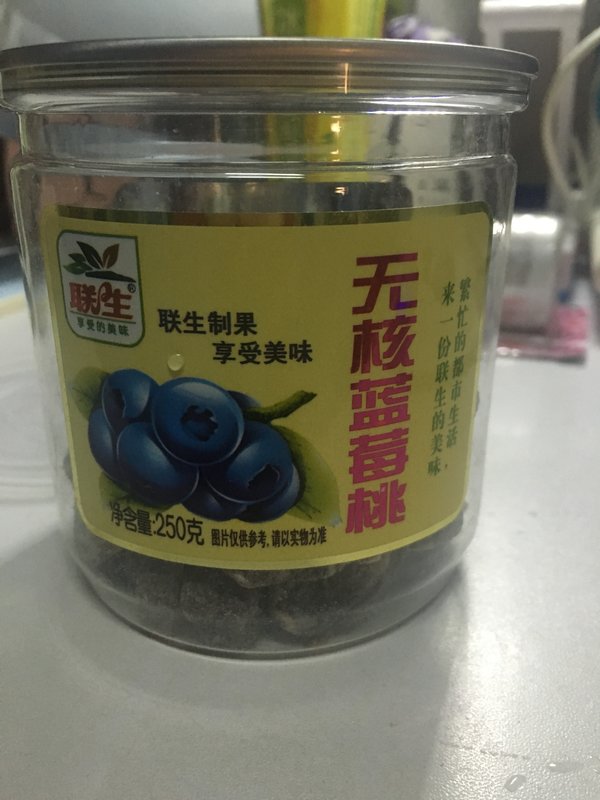 联生®
享受的美味
联生制果
享受美味
无核蓝莓桃
繁忙的都市生活，
来一份联生的美味
净含量:250克
图片仅供参考,请以实物为准